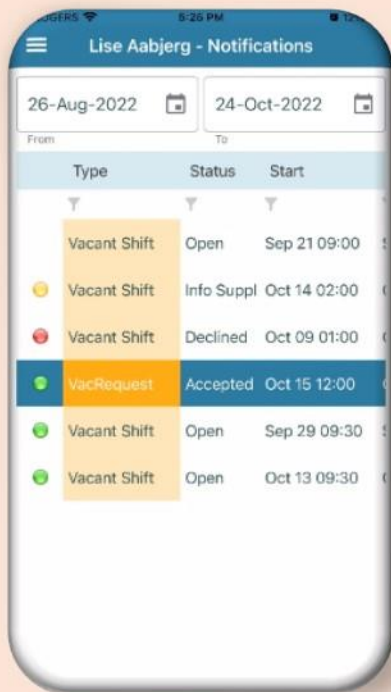 5:26 PM
Lise Aabjerg - Notifications
26-Aug-2022 24-Oct-2022
From To
Type Status Start
Vacant Shift Open Sep 21 09:00
Vacant Shift Info Suppl Oct 14 02:00
Vacant Shift Declined Oct 09 01:00
VacRequest Accepted Oct 15 12:00
Vacant Shift Open Sep 29 09:30
Vacant Shift Open Oct 13 09:30